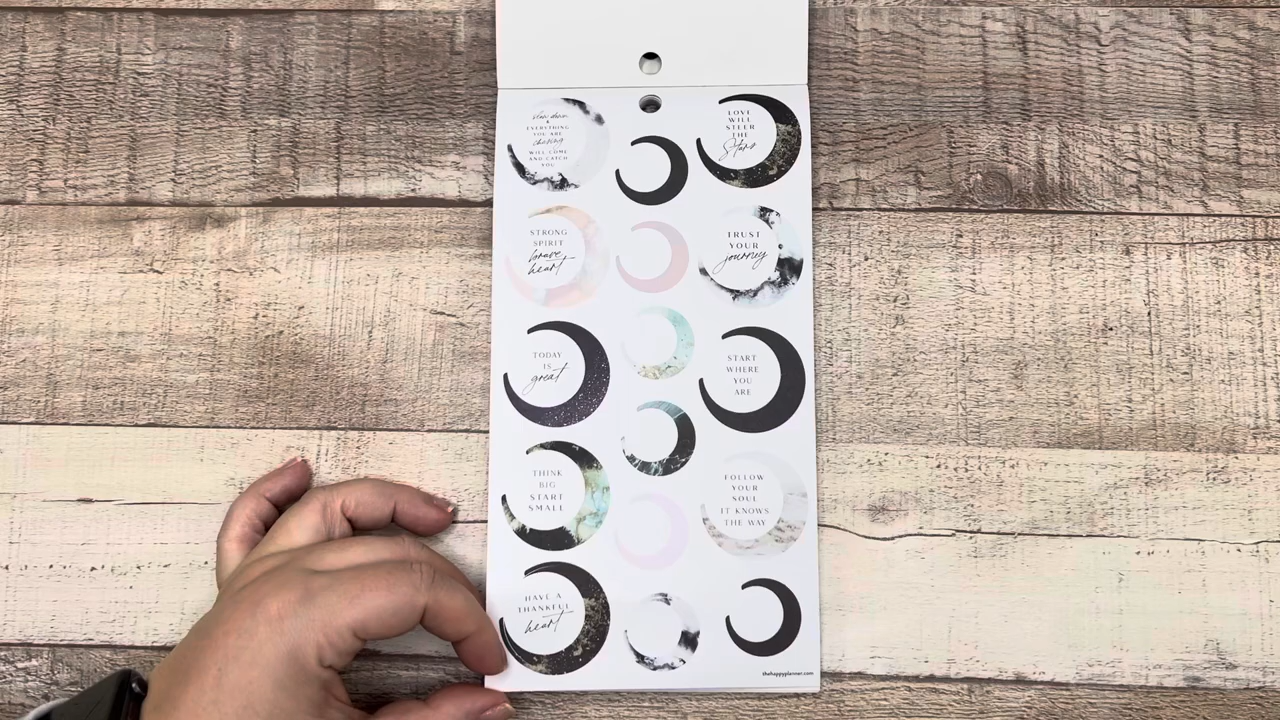 slow down
&
EVERYTHING
YOU ARE
chasing
WILL COME
AND CATCH
YOU
LOVE
WILL
STEER
THE
Stars
STRONG
SPIRIT
brave
heart
TRUST
YOUR
journey
TODAY
IS
great
START
WHERE
YOU
ARE
THINK
BIG
START
SMALL
FOLLOW
YOUR
SOUL
IT KNOWS
THE WAY
HAVE A
THANKFUL
heart
thehappyplanner.com